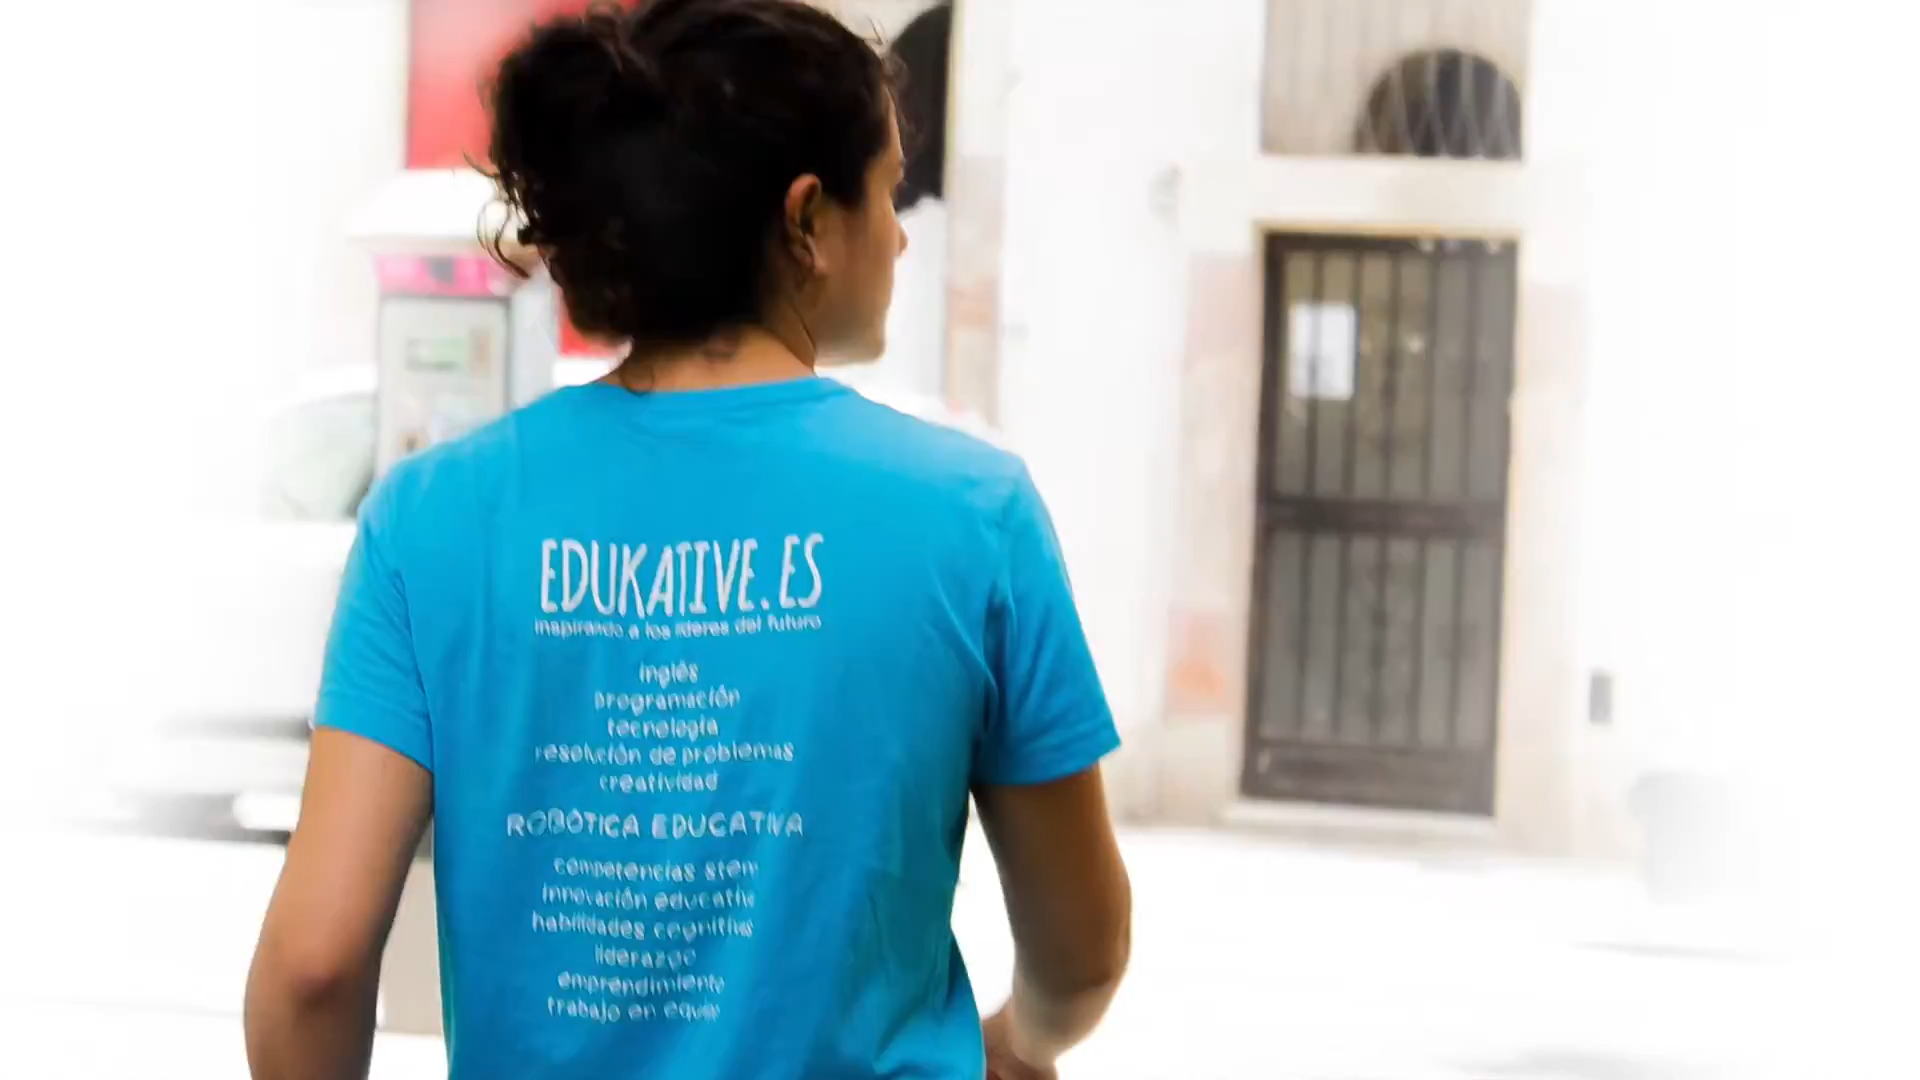 EDUKATIVE.ES
inspirando a los líderes del futuro
inglés
programación
tecnología
resolución de problemas
creatividad
ROBÓTICA EDUCATIVA
competencias stem
innovación educativa
habilidades cognitivas
liderazgo
emprendimiento
trabajo en equipo